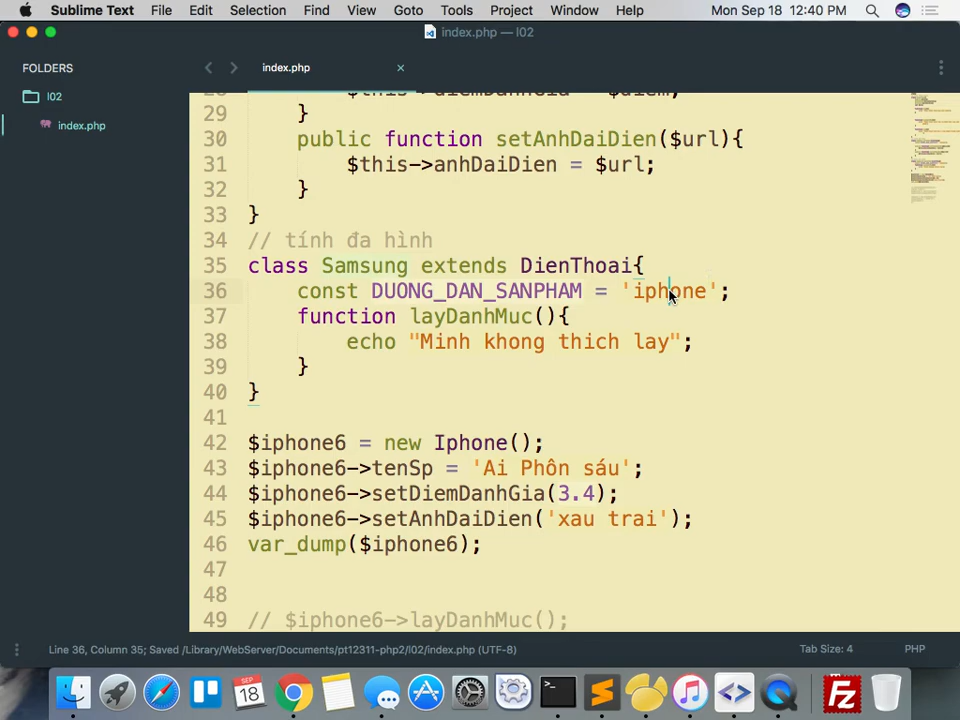 Sublime Text File Edit Selection Find View Goto Tools Project Window Help Mon Sep 18 12:40 PM
index.php — l02
FOLDERS
l02
index.php
index.php
29 }
30 public function setAnhDaiDien($url){
31 $this->anhDaiDien = $url;
32 }
33 }
34 // tính đa hình
35 class Samsung extends DienThoai{
36 const DUONG_DAN_SANPHAM = 'iphone';
37 function layDanhMuc(){
38 echo "Minh khong thich lay";
39 }
40 }
41
42 $iphone6 = new Iphone();
43 $iphone6->tenSp = 'Ai Phôn sáu';
44 $iphone6->setDiemDanhGia(3.4);
45 $iphone6->setAnhDaiDien('xau trai');
46 var_dump($iphone6);
47
48
49 // $iphone6->layDanhMuc();
Line 36, Column 35; Saved /Library/WebServer/Documents/pt12311-php2/l02/index.php (UTF-8) Tab Size: 4 PHP
18
Fz